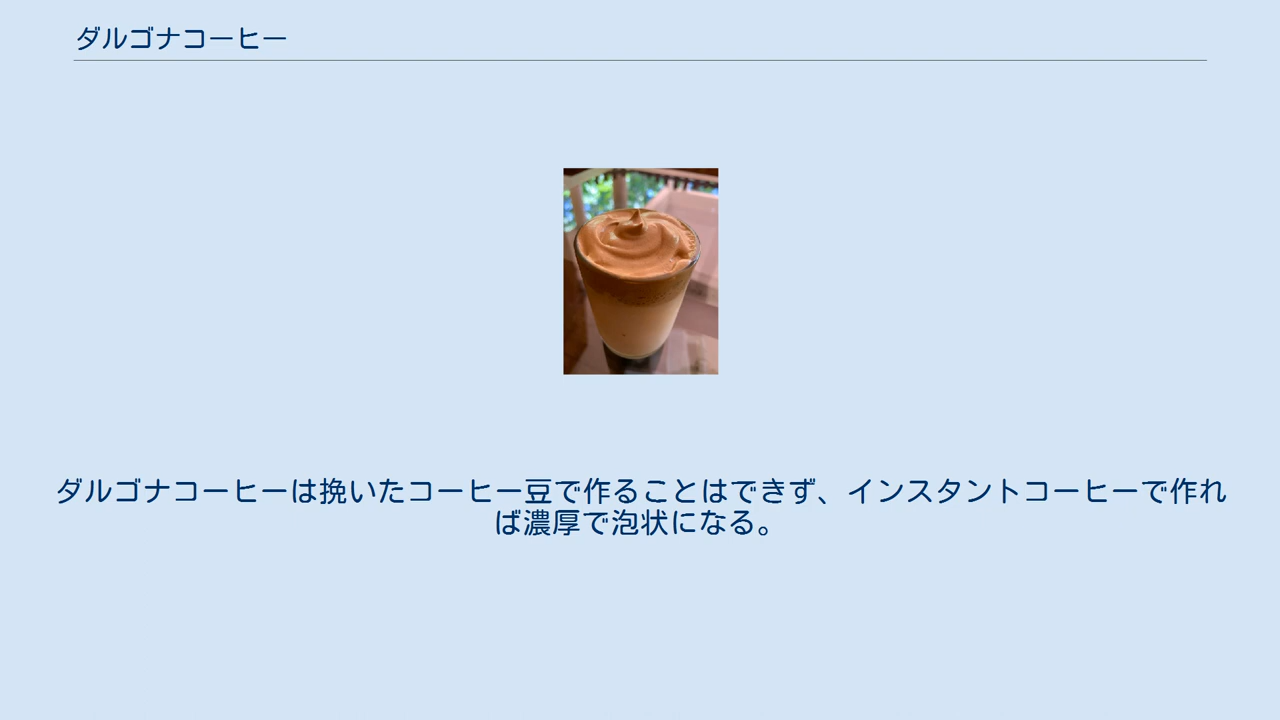 ダルゴナコーヒー
ダルゴナコーヒーは挽いたコーヒー豆で作ることはできず、インスタントコーヒーで作れ
ば濃厚で泡状になる。